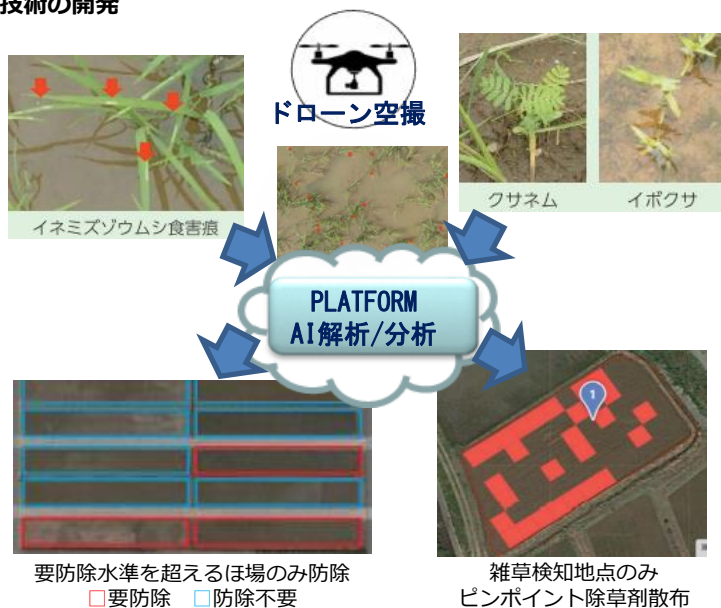 技術の開発
ドローン空撮
イネミズゾウムシ食害痕
クサネム
イボクサ
PLATFORM
AI解析/分析
1
要防除水準を超えるほ場のみ防除
□要防除 □防除不要
雑草検知地点のみ
ピンポイント除草剤散布